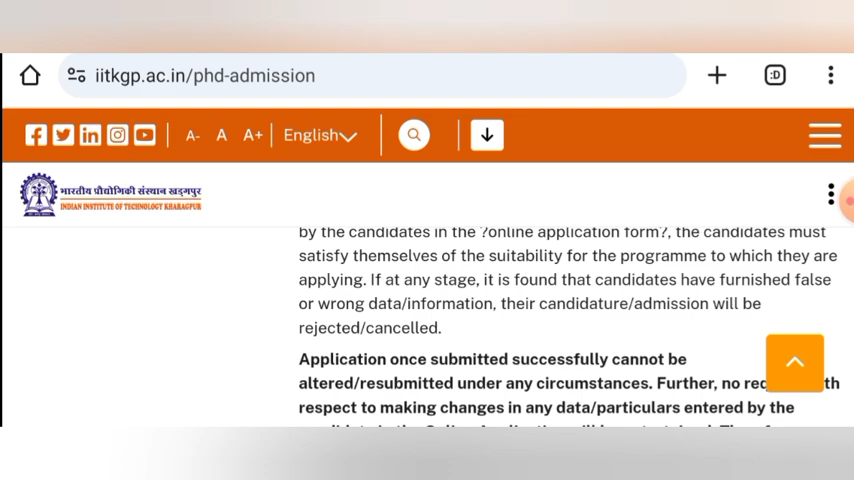 iitkgp.ac.in/phd-admission
:D
A- A A+ English
भारतीय प्रौद्योगिकी संस्थान खड़गपुर
INDIAN INSTITUTE OF TECHNOLOGY KHARAGPUR
by the candidates in the ?online application form?, the candidates must
satisfy themselves of the suitability for the programme to which they are
applying. If at any stage, it is found that candidates have furnished false
or wrong data/information, their candidature/admission will be
rejected/cancelled.
Application once submitted successfully cannot be
altered/resubmitted under any circumstances. Further, no
respect to making changes in any data/particulars entered by the